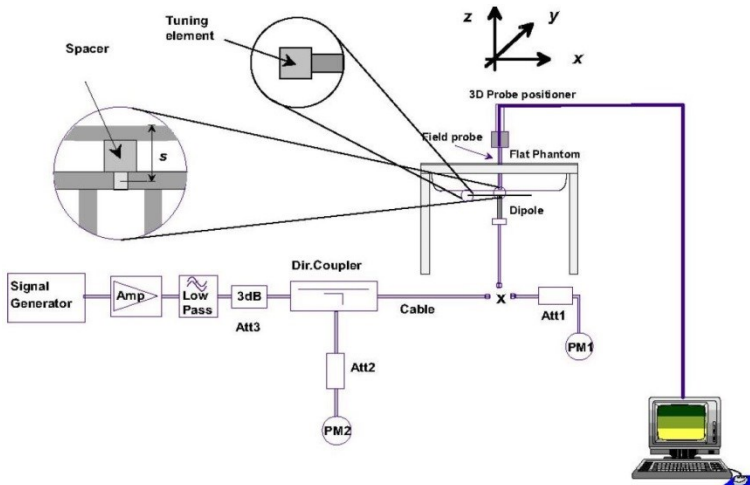 Tuning
element
Spacer
s
z
y
x
3D Probe positioner
Field probe
Flat Phantom
Dipole
Signal
Generator
Amp
Low
Pass
3dB
Att3
Dir.Coupler
Cable
x
Att1
PM1
Att2
PM2